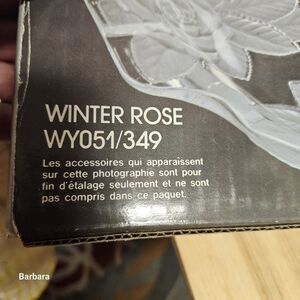 WINTER ROSE
WY051/349
Les accessoires qui apparaissent
sur cette photographie sont pour
fin d'étalage seulement et ne sont
pas compris dans ce paquet.
Barbara